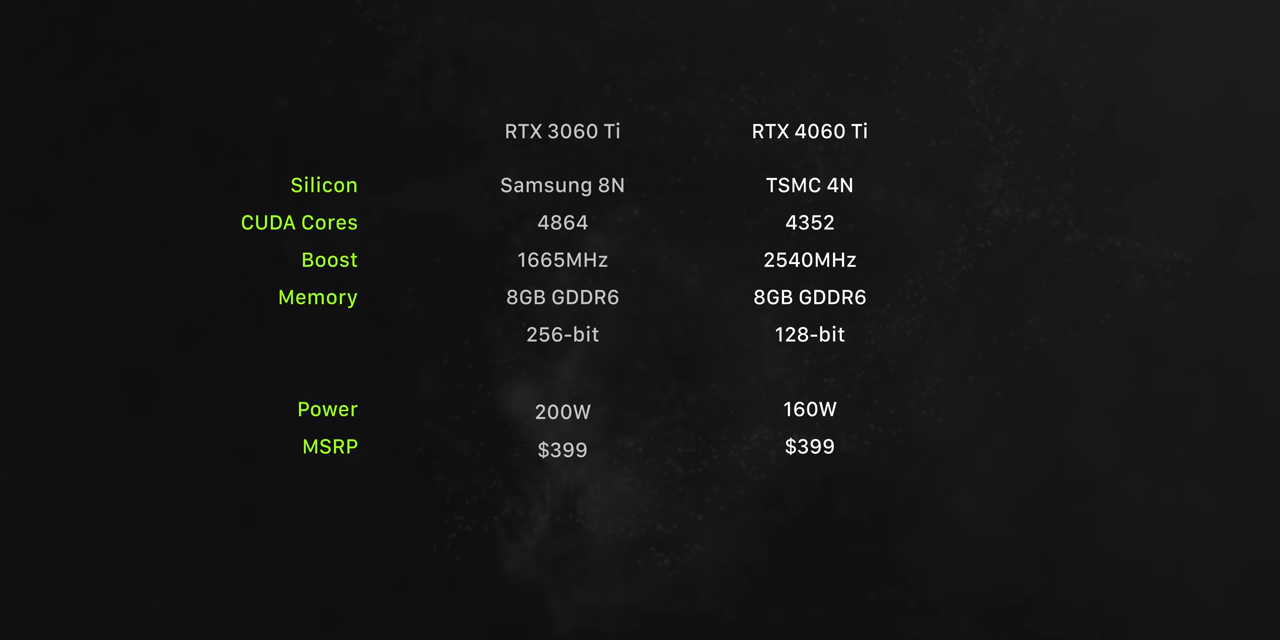 RTX 3060 Ti RTX 4060 Ti
Silicon Samsung 8N TSMC 4N
CUDA Cores 4864 4352
Boost 1665MHz 2540MHz
Memory 8GB GDDR6 8GB GDDR6
256-bit 128-bit
Power 200W 160W
MSRP $399 $399